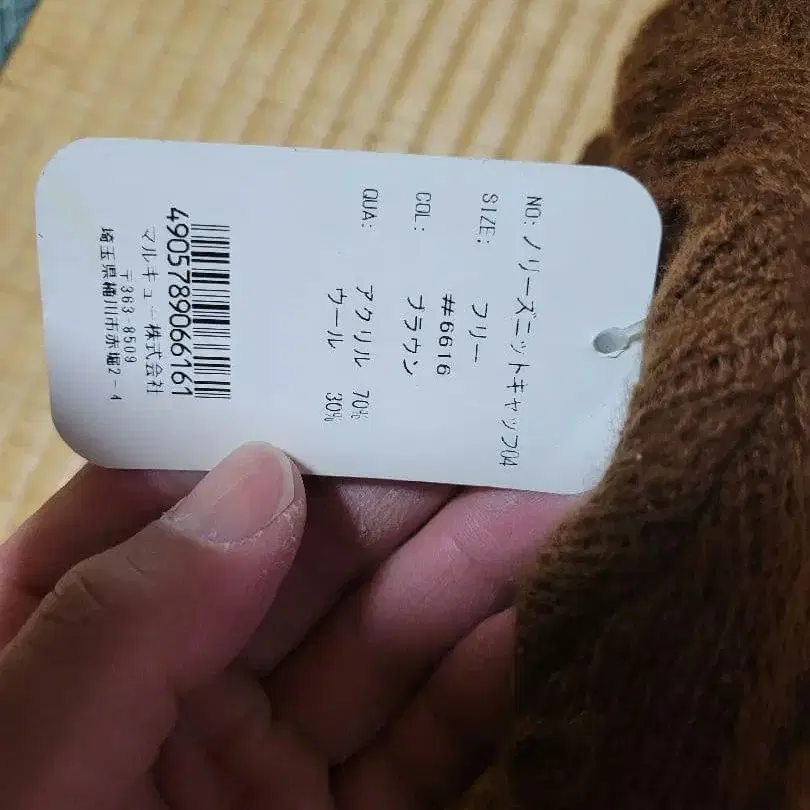 NO: ノリーズニットキャップ04
SIZE: フリー
#6616
COL: ブラウン
QUA: アクリル 70%
ウール 30%
4905789066161
マルキュー株式会社
〒363-8509
埼玉県桶川市赤堀2-4